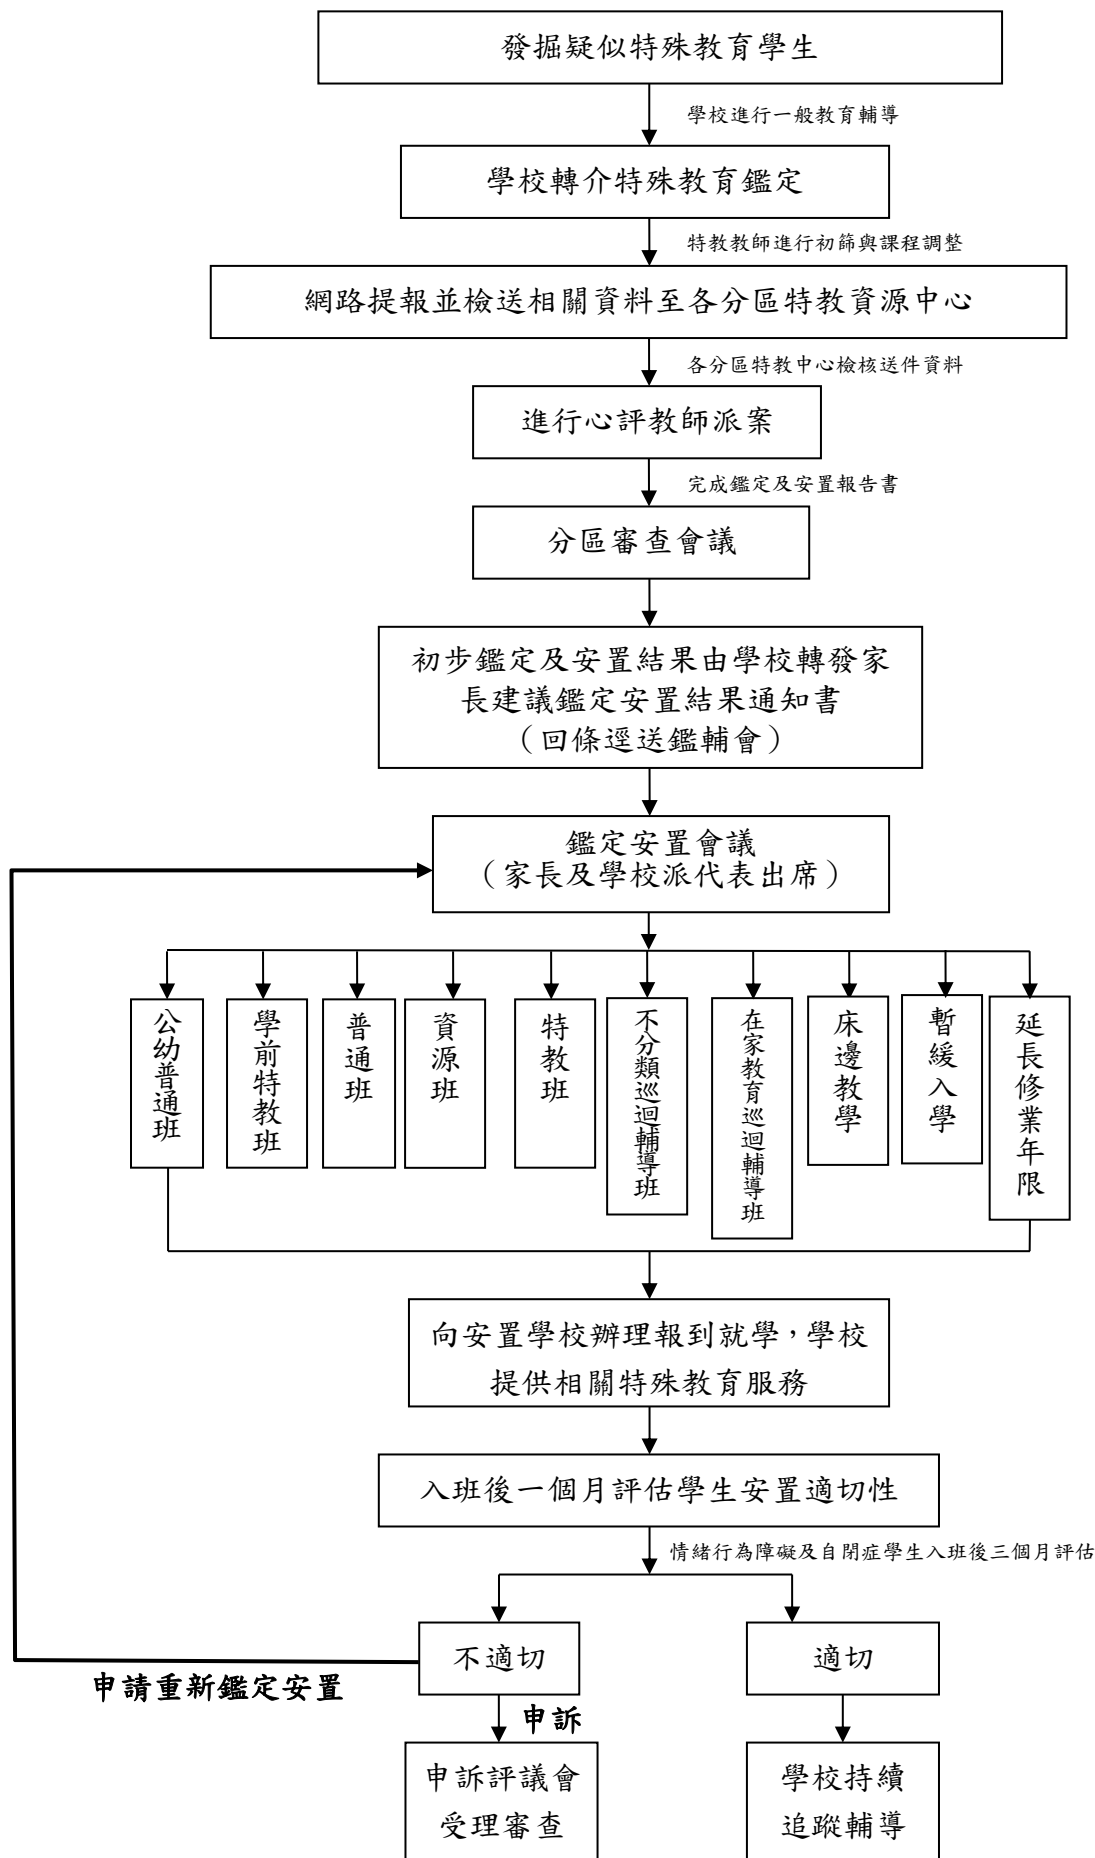 發掘疑似特殊教育學生
學校進行一般教育輔導
學校轉介特殊教育鑑定
特教教師進行初篩與課程調整
網路提報並檢送相關資料至各分區特教資源中心
各分區特教中心檢核送件資料
進行心評教師派案
完成鑑定及安置報告書
分區審查會議
初步鑑定及安置結果由學校轉發家
長建議鑑定安置結果通知書
（回條逕送鑑輔會）
鑑定安置會議
（家長及學校派代表出席）
公幼普通班
學前特教班
普通班
資源班
特教班
不分類巡迴輔導班
在家教育巡迴輔導班
床邊教學
暫緩入學
延長修業年限
向安置學校辦理報到就學，學校
提供相關特殊教育服務
入班後一個月評估學生安置適切性
情緒行為障礙及自閉症學生入班後三個月評估
不適切
適切
申請重新鑑定安置
申訴
申訴評議會
受理審查
學校持續
追蹤輔導